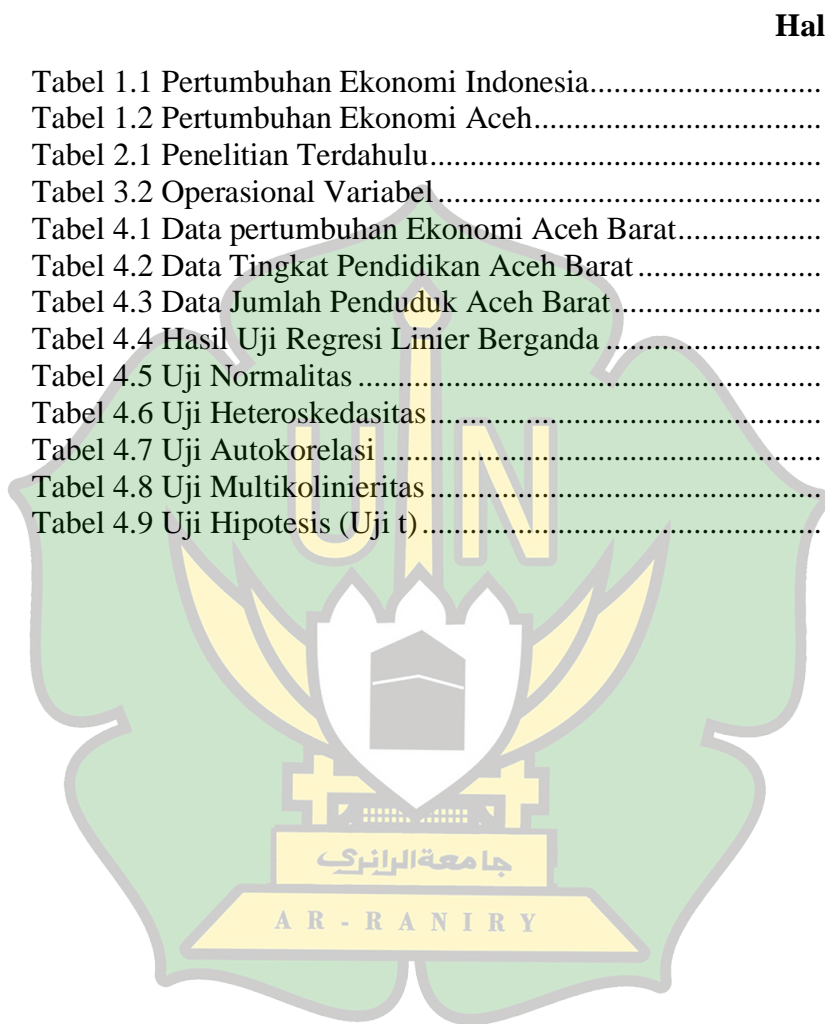 Hal
Tabel 1.1 Pertumbuhan Ekonomi Indonesia............................
Tabel 1.2 Pertumbuhan Ekonomi Aceh...................................
Tabel 2.1 Penelitian Terdahulu................................................
Tabel 3.2 Operasional Variabel...............................................
Tabel 4.1 Data pertumbuhan Ekonomi Aceh Barat.................
Tabel 4.2 Data Tingkat Pendidikan Aceh Barat......................
Tabel 4.3 Data Jumlah Penduduk Aceh Barat.........................
Tabel 4.4 Hasil Uji Regresi Linier Berganda..........................
Tabel 4.5 Uji Normalitas.........................................................
Tabel 4.6 Uji Heteroskedasitas................................................
Tabel 4.7 Uji Autokorelasi......................................................
Tabel 4.8 Uji Multikolinieritas................................................
Tabel 4.9 Uji Hipotesis (Uji t).................................................
UIN
جامعةالرانري
AR-RANIRY